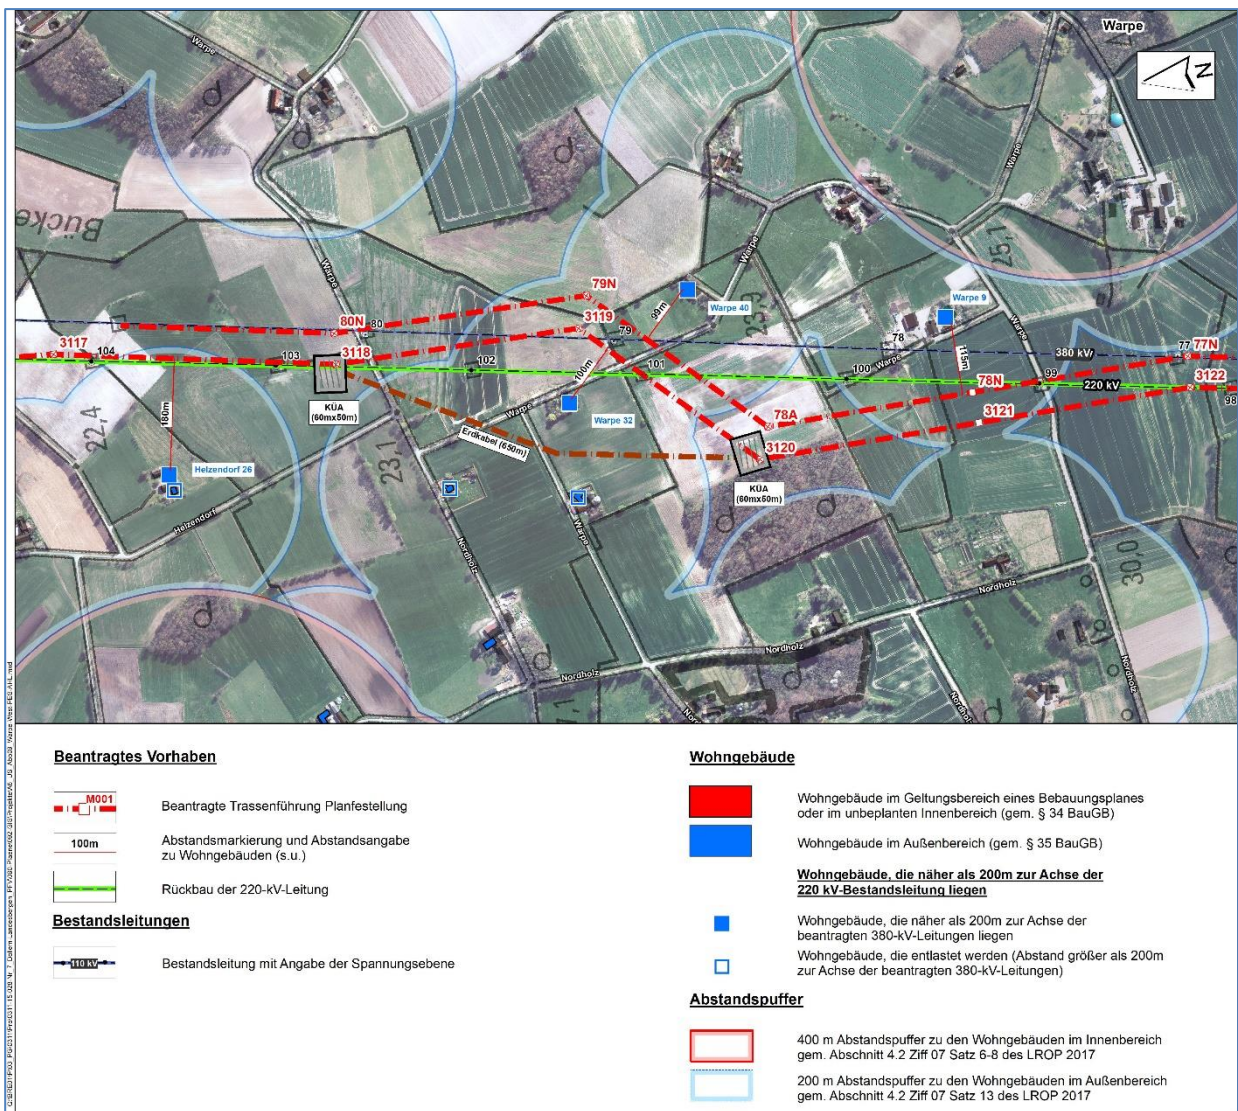 Warpe
Warpe
Warpe
N
Bücke
Warpe
25,1
Warpe
Warpe
79N
3119
79
99m
Warpe 40
Warpe 9
80N
80
78
380 kV
77
77N
3117
104
103
3118
102
100m
101
Warpe
100
115m
78N
99
220 kV
3122
98
KÜA
(60mx50m)
180m
22,4
Warpe
Erdkabel (650m)
Warpe 32
78A
3120
3121
23,1
Helzendorf 26
KÜA
(60mx50m)
Helzendorf
Warpe
Nordholz
Nordholz
30,0
Nordholz
Nordholz
Nordholz
Nordholz
Beantragtes Vorhaben
M001
Beantragte Trassenführung Planfestellung
100m
Abstandsmarkierung und Abstandsangabe
zu Wohngebäuden (s.u.)
Rückbau der 220-kV-Leitung
Bestandsleitungen
110 kV
Bestandsleitung mit Angabe der Spannungsebene
Wohngebäude
Wohngebäude im Geltungsbereich eines Bebauungsplanes
oder im unbeplanten Innenbereich (gem. § 34 BauGB)
Wohngebäude im Außenbereich (gem. § 35 BauGB)
Wohngebäude, die näher als 200m zur Achse der
220 kV-Bestandsleitung liegen
Wohngebäude, die näher als 200m zur Achse der
beantragten 380-kV-Leitungen liegen
Wohngebäude, die entlastet werden (Abstand größer als 200m
zur Achse der beantragten 380-kV-Leitungen)
Abstandspuffer
400 m Abstandspuffer zu den Wohngebäuden im Innenbereich
gem. Abschnitt 4.2 Ziff 07 Satz 6-8 des LROP 2017
200 m Abstandspuffer zu den Wohngebäuden im Außenbereich
gem. Abschnitt 4.2 Ziff 07 Satz 13 des LROP 2017